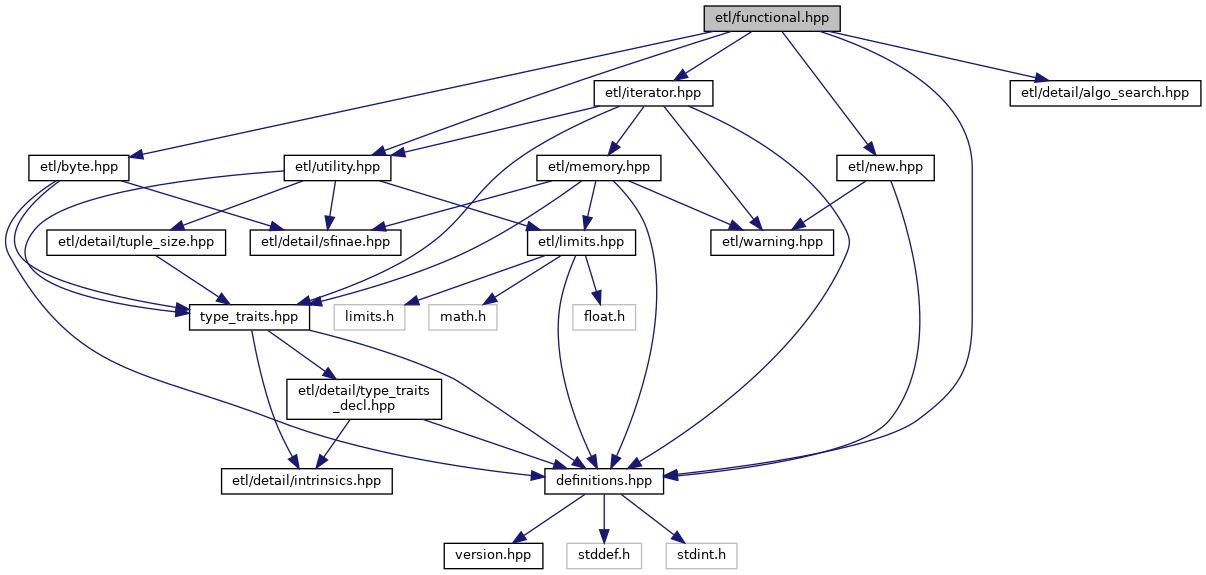 etl/functional.hpp
etl/iterator.hpp
etl/detail/algo_search.hpp
etl/byte.hpp
etl/utility.hpp
etl/memory.hpp
etl/new.hpp
etl/detail/tuple_size.hpp
etl/detail/sfinae.hpp
etl/limits.hpp
etl/warning.hpp
type_traits.hpp
limits.h
math.h
float.h
etl/detail/type_traits
_decl.hpp
etl/detail/intrinsics.hpp
definitions.hpp
version.hpp
stddef.h
stdint.h